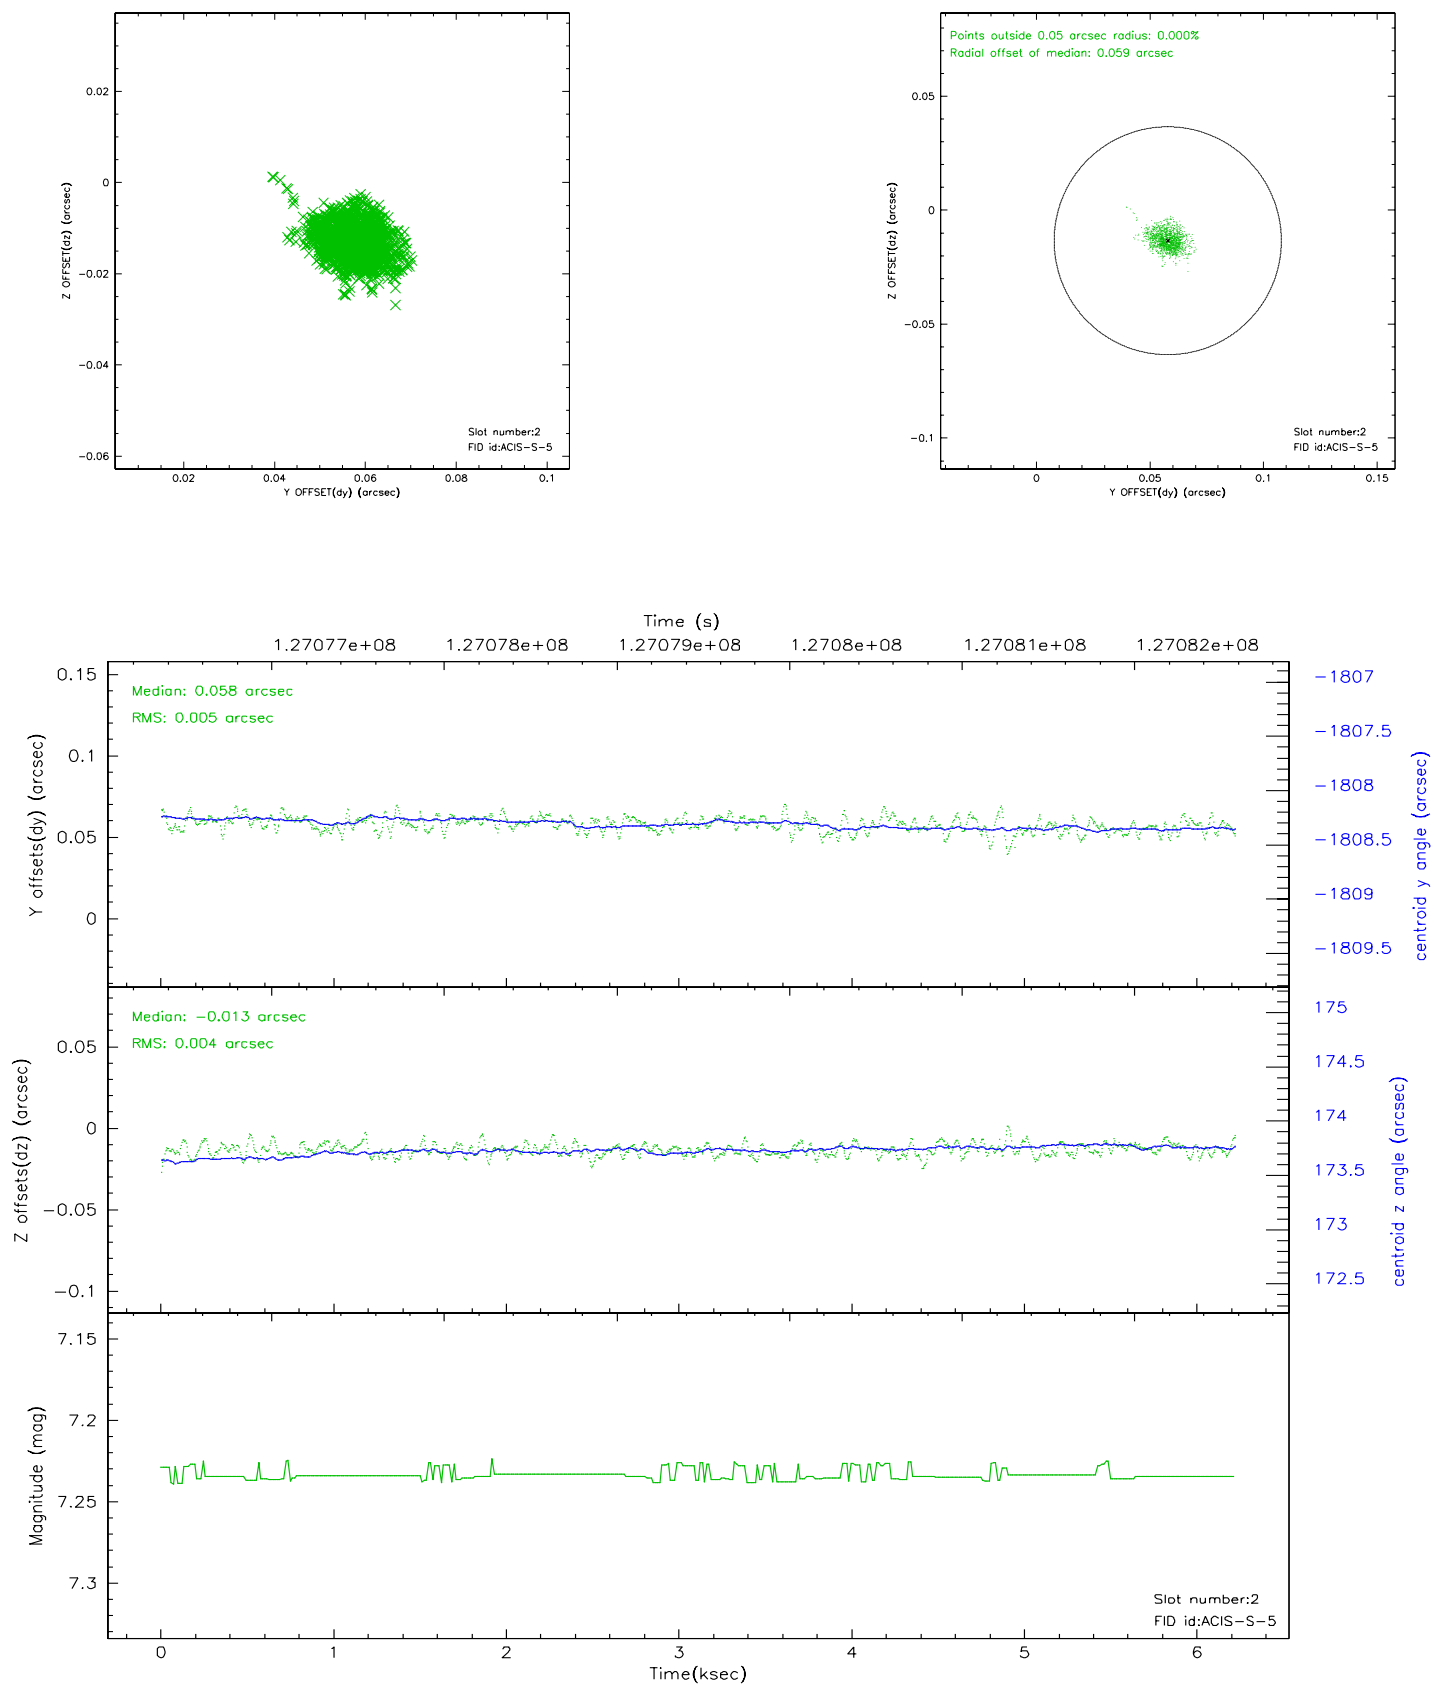 0.02
0
-0.02
-0.04
-0.06
Z OFFSET(dz) (arcsec)
Slot number:2
FID id:ACIS-S-5
0.02 0.04 0.06 0.08 0.1
Y OFFSET(dy) (arcsec)
Points outside 0.05 arcsec radius: 0.000%
Radial offset of median: 0.059 arcsec
0.05
0
-0.05
-0.1
Z OFFSET(dz) (arcsec)
Slot number:2
FID id:ACIS-S-5
0 0.05 0.1 0.15
Y OFFSET(dy) (arcsec)
Time (s)
1.27077e+08 1.27078e+08 1.27079e+08 1.2708e+08 1.27081e+08 1.27082e+08
Median: 0.058 arcsec
RMS: 0.005 arcsec
0.15
0.1
0.05
0
Y offsets(dy) (arcsec)
-1807
-1807.5
-1808
-1808.5
-1809
-1809.5
centroid y angle (arcsec)
Median: -0.013 arcsec
RMS: 0.004 arcsec
0.05
0
-0.05
-0.1
Z offsets(dz) (arcsec)
175
174.5
174
173.5
173
172.5
centroid z angle (arcsec)
7.15
7.2
7.25
7.3
Magnitude (mag)
Slot number:2
FID id:ACIS-S-5
0 1 2 3 4 5 6
Time(ksec)